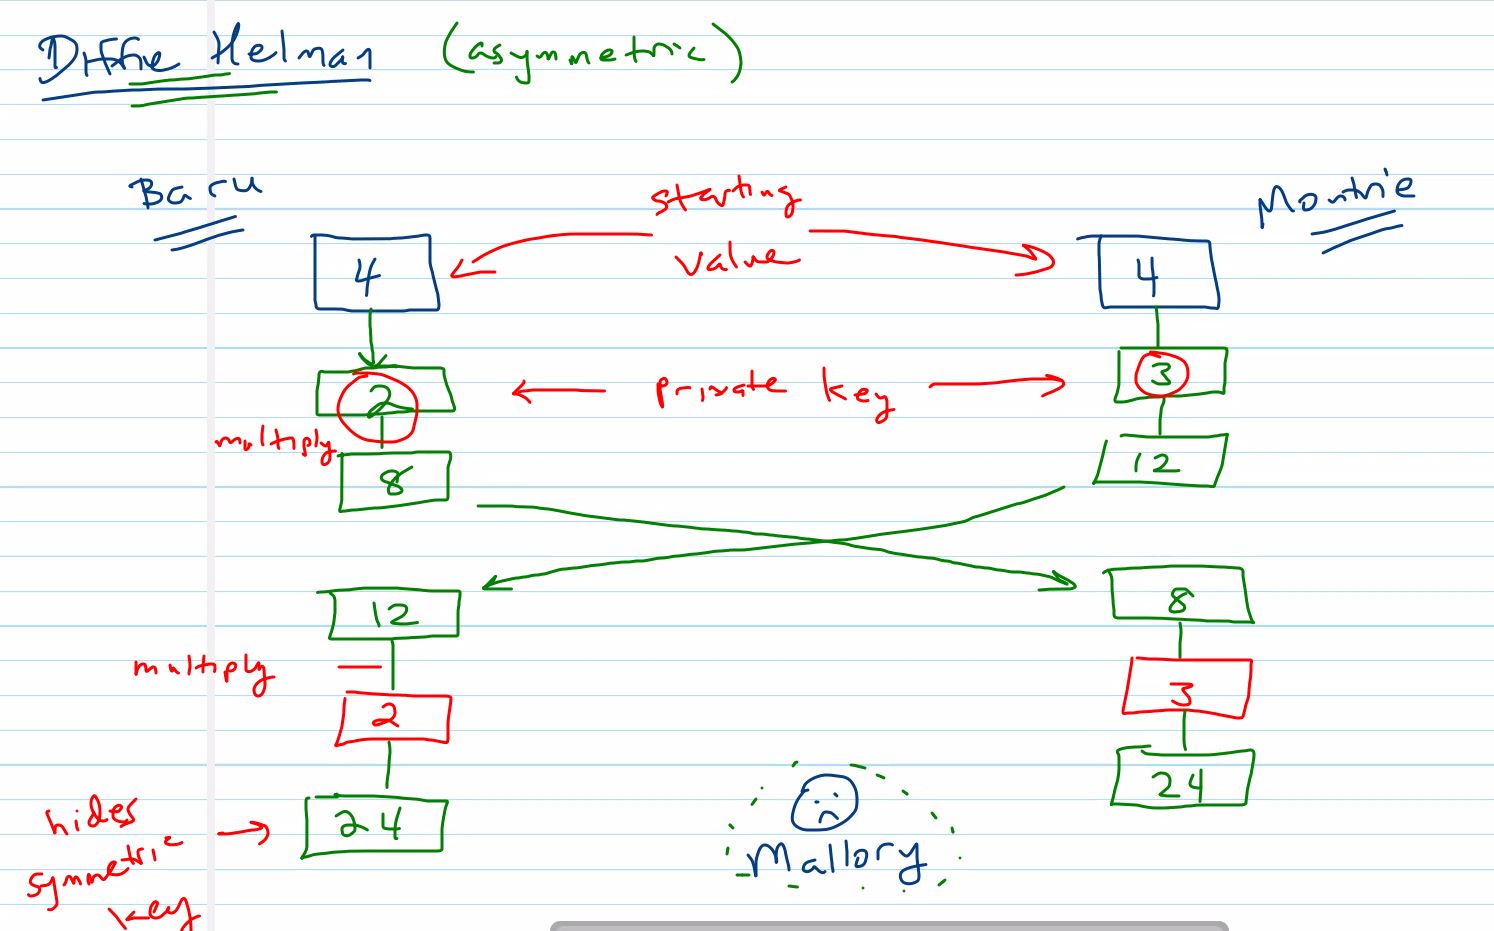 Diffie Helman (asymmetric)
Baru
starting
value
Montrie
4
4
2
private key
3
multiply
8
12
12
8
multiply
2
3
24
24
hides
symmetric
key
Mallory